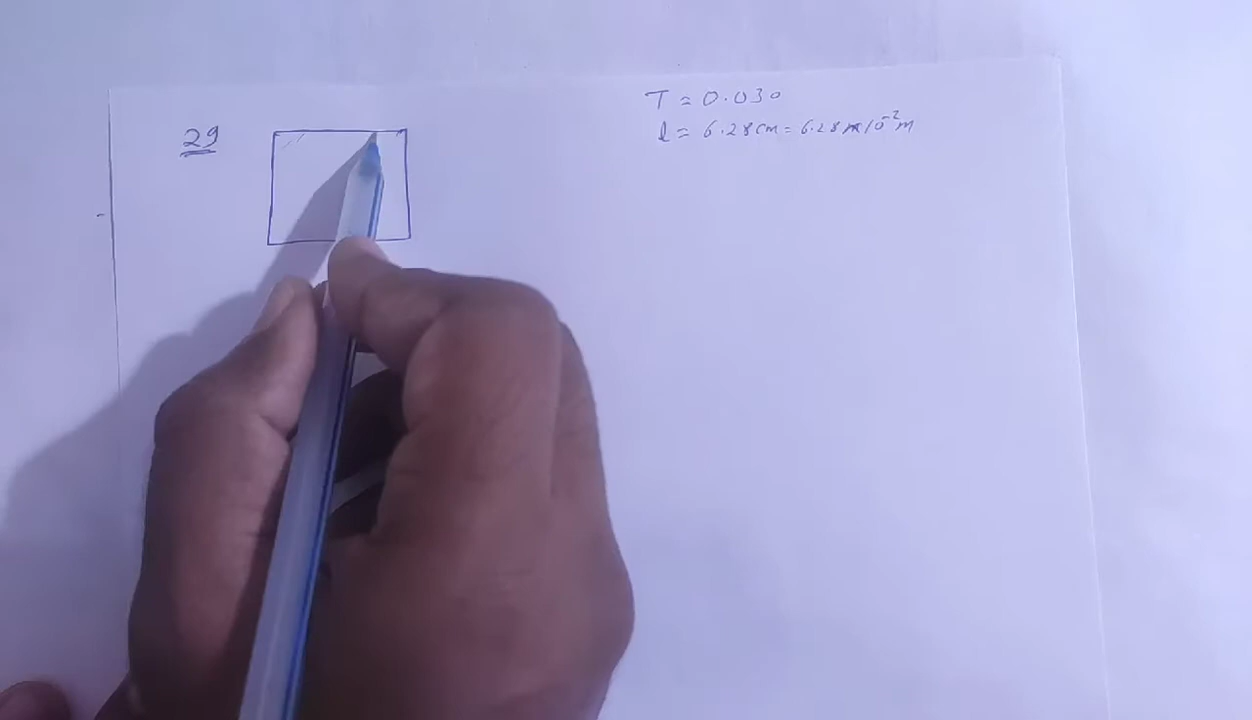 29
T = 0.030
l = 6.28 cm = 6.28 x 10⁻² m